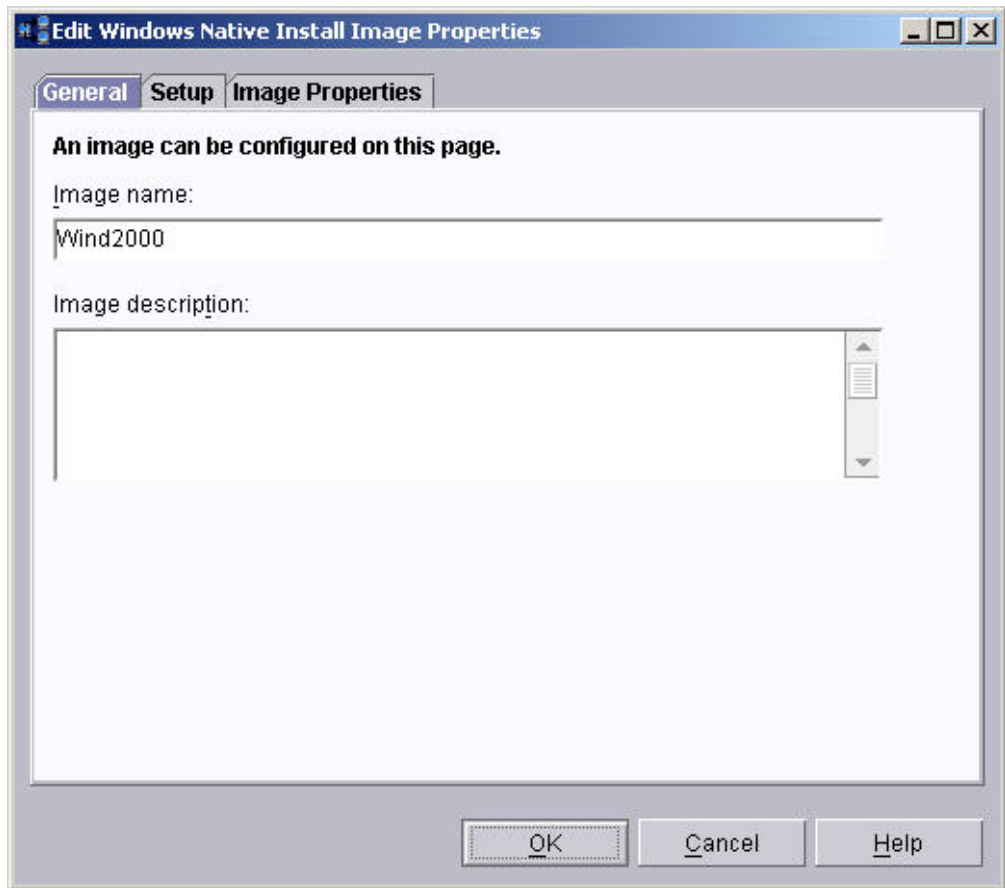 Edit Windows Native Install Image Properties
General Setup Image Properties
An image can be configured on this page.
Image name:
Wind2000
Image description:
OK Cancel Help